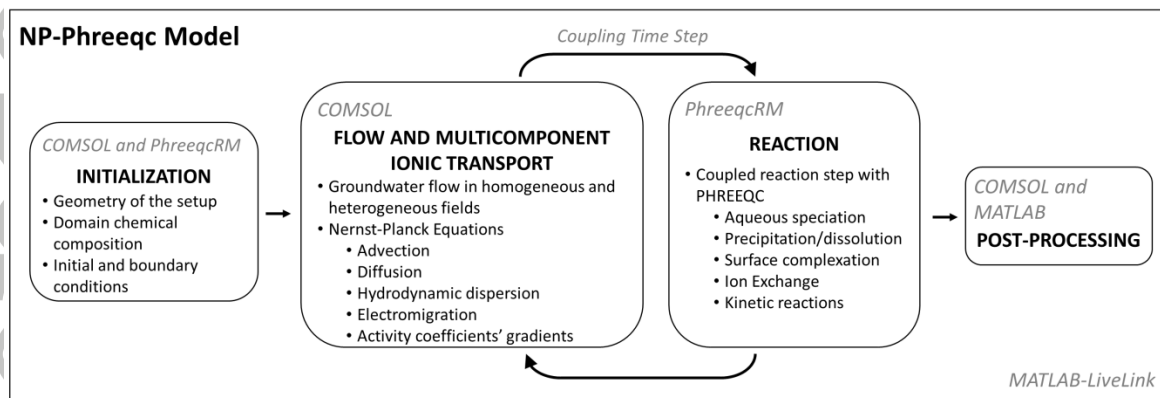 NP-Phreeqc Model
Coupling Time Step
COMSOL and PhreeqcRM
INITIALIZATION
• Geometry of the setup
• Domain chemical
composition
• Initial and boundary
conditions
COMSOL
FLOW AND MULTICOMPONENT
IONIC TRANSPORT
• Groundwater flow in homogeneous and
heterogeneous fields
• Nernst-Planck Equations
• Advection
• Diffusion
• Hydrodynamic dispersion
• Electromigration
• Activity coefficients' gradients
PhreeqcRM
REACTION
• Coupled reaction step with
PHREEQC
• Aqueous speciation
• Precipitation/dissolution
• Surface complexation
• Ion Exchange
• Kinetic reactions
COMSOL and
MATLAB
POST-PROCESSING
MATLAB-LiveLink